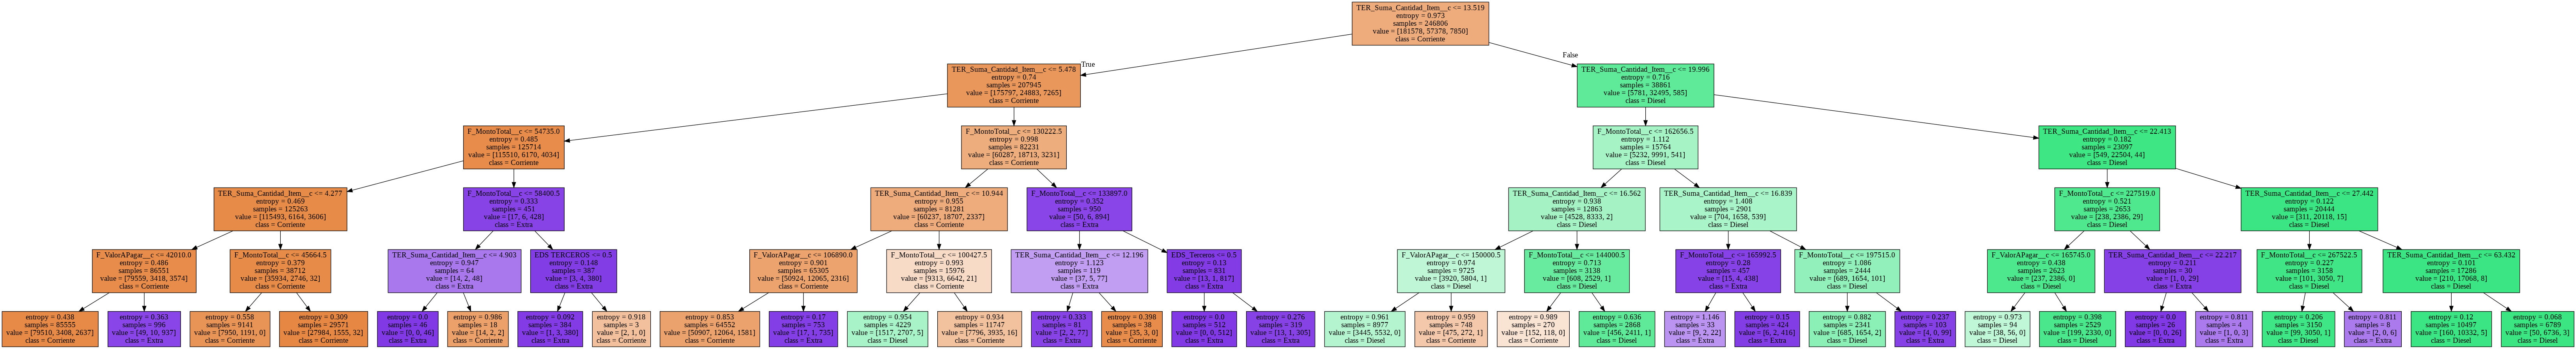 TER_Suma_Cantidad_Item__c <= 13.519
entropy = 0.973
samples = 246806
value = [181578, 57378, 7850]
class = Corriente
True
False
TER_Suma_Cantidad_Item__c <= 5.478
entropy = 0.74
samples = 207945
value = [175797, 24883, 7265]
class = Corriente
TER_Suma_Cantidad_Item__c <= 19.996
entropy = 0.716
samples = 38861
value = [5781, 32495, 585]
class = Diesel
F_MontoTotal__c <= 54735.0
entropy = 0.485
samples = 125714
value = [115510, 6170, 4034]
class = Corriente
F_MontoTotal__c <= 130222.5
entropy = 0.998
samples = 82231
value = [60287, 18713, 3231]
class = Corriente
F_MontoTotal__c <= 162656.5
entropy = 1.112
samples = 15764
value = [5232, 9991, 541]
class = Diesel
TER_Suma_Cantidad_Item__c <= 22.413
entropy = 0.182
samples = 23097
value = [549, 22504, 44]
class = Diesel
TER_Suma_Cantidad_Item__c <= 4.277
entropy = 0.469
samples = 125263
value = [115493, 6164, 3606]
class = Corriente
F_MontoTotal__c <= 58400.5
entropy = 0.333
samples = 451
value = [17, 6, 428]
class = Extra
TER_Suma_Cantidad_Item__c <= 10.944
entropy = 0.955
samples = 81281
value = [60237, 18707, 2337]
class = Corriente
F_MontoTotal__c <= 133897.0
entropy = 0.352
samples = 950
value = [50, 6, 894]
class = Extra
TER_Suma_Cantidad_Item__c <= 16.562
entropy = 0.938
samples = 12863
value = [4528, 8333, 2]
class = Diesel
TER_Suma_Cantidad_Item__c <= 16.839
entropy = 1.408
samples = 2901
value = [704, 1658, 539]
class = Diesel
F_MontoTotal__c <= 227519.0
entropy = 0.521
samples = 2653
value = [238, 2386, 29]
class = Diesel
TER_Suma_Cantidad_Item__c <= 27.442
entropy = 0.122
samples = 20444
value = [311, 20118, 15]
class = Diesel
F_ValorAPagar__c <= 42010.0
entropy = 0.486
samples = 86551
value = [79559, 3418, 3574]
class = Corriente
F_MontoTotal__c <= 45664.5
entropy = 0.379
samples = 38712
value = [35934, 2746, 32]
class = Corriente
TER_Suma_Cantidad_Item__c <= 4.903
entropy = 0.947
samples = 64
value = [14, 2, 48]
class = Extra
EDS TERCEROS <= 0.5
entropy = 0.148
samples = 387
value = [3, 4, 380]
class = Extra
F_ValorAPagar__c <= 106890.0
entropy = 0.901
samples = 65305
value = [50924, 12065, 2316]
class = Corriente
F_MontoTotal__c <= 100427.5
entropy = 0.993
samples = 15976
value = [9313, 6642, 21]
class = Corriente
TER_Suma_Cantidad_Item__c <= 12.196
entropy = 1.123
samples = 119
value = [37, 5, 77]
class = Extra
EDS_Terceros <= 0.5
entropy = 0.13
samples = 831
value = [13, 1, 817]
class = Extra
F_ValorAPagar__c <= 150000.5
entropy = 0.974
samples = 9725
value = [3920, 5804, 1]
class = Diesel
F_MontoTotal__c <= 144000.5
entropy = 0.713
samples = 3138
value = [608, 2529, 1]
class = Diesel
F_MontoTotal__c <= 165992.5
entropy = 0.28
samples = 457
value = [15, 4, 438]
class = Extra
F_MontoTotal__c <= 197515.0
entropy = 1.086
samples = 2444
value = [689, 1654, 101]
class = Diesel
F_ValorAPagar__c <= 165745.0
entropy = 0.438
samples = 2623
value = [237, 2386, 0]
class = Diesel
TER_Suma_Cantidad_Item__c <= 22.217
entropy = 0.211
samples = 30
value = [1, 0, 29]
class = Extra
F_MontoTotal__c <= 267522.5
entropy = 0.227
samples = 3158
value = [101, 3050, 7]
class = Diesel
TER_Suma_Cantidad_Item__c <= 63.432
entropy = 0.101
samples = 17286
value = [210, 17068, 8]
class = Diesel
entropy = 0.438
samples = 85555
value = [79510, 3408, 2637]
class = Corriente
entropy = 0.363
samples = 996
value = [49, 10, 937]
class = Extra
entropy = 0.558
samples = 9141
value = [7950, 1191, 0]
class = Corriente
entropy = 0.309
samples = 29571
value = [27984, 1555, 32]
class = Corriente
entropy = 0.0
samples = 46
value = [0, 0, 46]
class = Extra
entropy = 0.986
samples = 18
value = [14, 2, 2]
class = Corriente
entropy = 0.092
samples = 384
value = [1, 3, 380]
class = Extra
entropy = 0.918
samples = 3
value = [2, 1, 0]
class = Corriente
entropy = 0.853
samples = 64552
value = [50907, 12064, 1581]
class = Corriente
entropy = 0.17
samples = 753
value = [17, 1, 735]
class = Extra
entropy = 0.954
samples = 4229
value = [1517, 2707, 5]
class = Diesel
entropy = 0.934
samples = 11747
value = [7796, 3935, 16]
class = Corriente
entropy = 0.333
samples = 81
value = [2, 2, 77]
class = Extra
entropy = 0.398
samples = 38
value = [35, 3, 0]
class = Corriente
entropy = 0.0
samples = 512
value = [0, 0, 512]
class = Extra
entropy = 0.276
samples = 319
value = [13, 1, 305]
class = Extra
entropy = 0.961
samples = 8977
value = [3445, 5532, 0]
class = Diesel
entropy = 0.959
samples = 748
value = [475, 272, 1]
class = Corriente
entropy = 0.989
samples = 270
value = [152, 118, 0]
class = Corriente
entropy = 0.636
samples = 2868
value = [456, 2411, 1]
class = Diesel
entropy = 1.146
samples = 33
value = [9, 2, 22]
class = Extra
entropy = 0.15
samples = 424
value = [6, 2, 416]
class = Extra
entropy = 0.882
samples = 2341
value = [685, 1654, 2]
class = Diesel
entropy = 0.237
samples = 103
value = [4, 0, 99]
class = Extra
entropy = 0.973
samples = 94
value = [38, 56, 0]
class = Diesel
entropy = 0.398
samples = 2529
value = [199, 2330, 0]
class = Diesel
entropy = 0.0
samples = 26
value = [0, 0, 26]
class = Extra
entropy = 0.811
samples = 4
value = [1, 0, 3]
class = Extra
entropy = 0.206
samples = 3150
value = [99, 3050, 1]
class = Diesel
entropy = 0.811
samples = 8
value = [2, 0, 6]
class = Extra
entropy = 0.12
samples = 10497
value = [160, 10332, 5]
class = Diesel
entropy = 0.068
samples = 6789
value = [50, 6736, 3]
class = Diesel